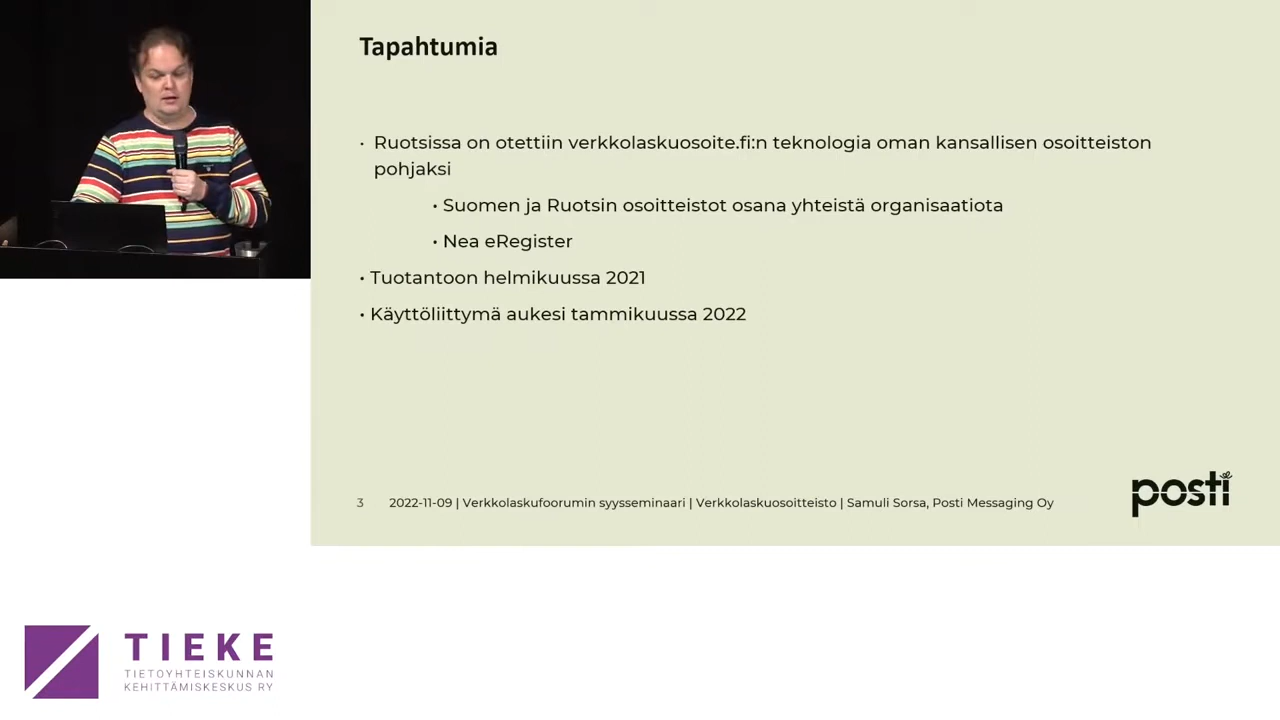 Tapahtumia
· Ruotsissa on otettiin verkkolaskuosoite.fi:n teknologia oman kansallisen osoitteiston
pohjaksi
• Suomen ja Ruotsin osoitteistot osana yhteistä organisaatiota
• Nea eRegister
• Tuotantoon helmikuussa 2021
• Käyttöliittymä aukesi tammikuussa 2022
3 2022-11-09 | Verkkolaskufoorumin syysseminaari | Verkkolaskuosoitteisto | Samuli Sorsa, Posti Messaging Oy
posti
TIEKE
TIETOYHTEISKUNNAN
KEHITTÄMISKESKUS RY